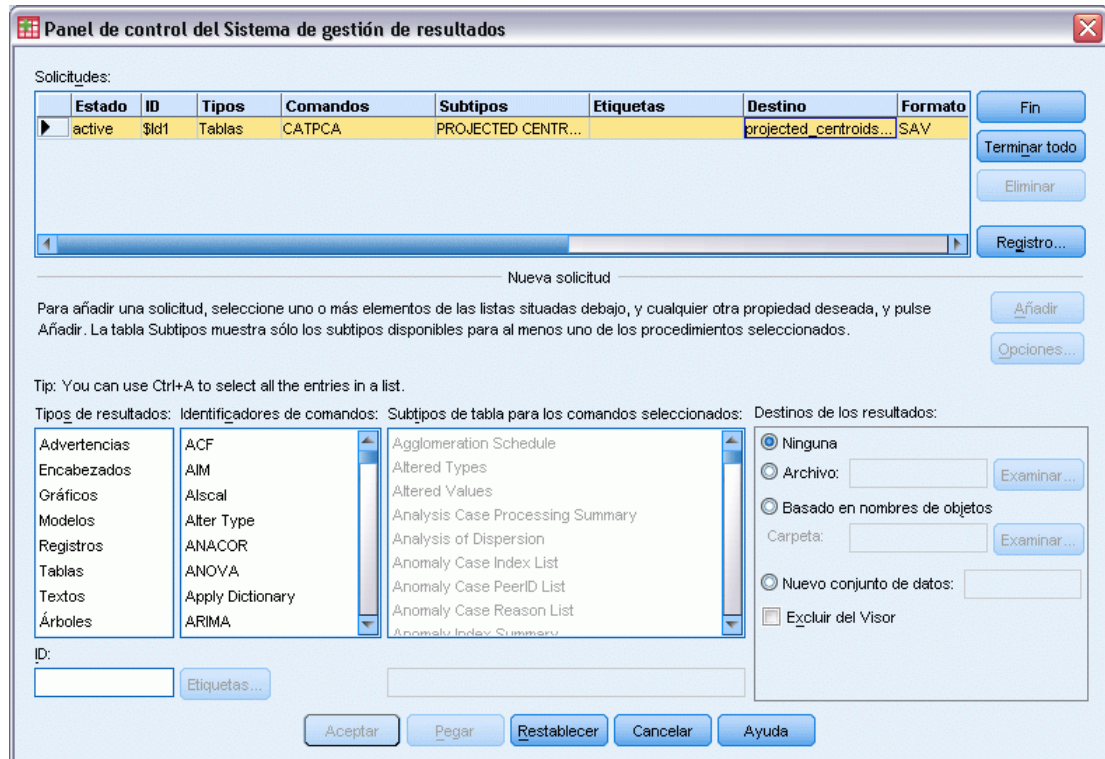 Panel de control del Sistema de gestión de resultados
Solicitudes:
Estado ID Tipos Comandos Subtipos Etiquetas Destino Formato
active $Id1 Tablas CATPCA PROJECTED CENTR... projected_centroids... SAV
Fin
Terminar todo
Eliminar
Registro...
Nueva solicitud
Para añadir una solicitud, seleccione uno o más elementos de las listas situadas debajo, y cualquier otra propiedad deseada, y pulse
Añadir. La tabla Subtipos muestra sólo los subtipos disponibles para al menos uno de los procedimientos seleccionados.
Añadir
Opciones...
Tip: You can use Ctrl+A to select all the entries in a list.
Tipos de resultados:
Advertencias
Encabezados
Gráficos
Modelos
Registros
Tablas
Textos
Árboles
Identificadores de comandos:
ACF
AIM
Alscal
Alter Type
ANACOR
ANOVA
Apply Dictionary
ARIMA
Subtipos de tabla para los comandos seleccionados:
Agglomeration Schedule
Altered Types
Altered Values
Analysis Case Processing Summary
Analysis of Dispersion
Anomaly Case Index List
Anomaly Case PeerID List
Anomaly Case Reason List
Anomaly Index Summary
Destinos de los resultados:
Ninguna
Archivo: Examinar...
Basado en nombres de objetos
Carpeta: Examinar...
Nuevo conjunto de datos:
Excluir del Visor
ID:
Etiquetas...
Aceptar Pegar Restablecer Cancelar Ayuda